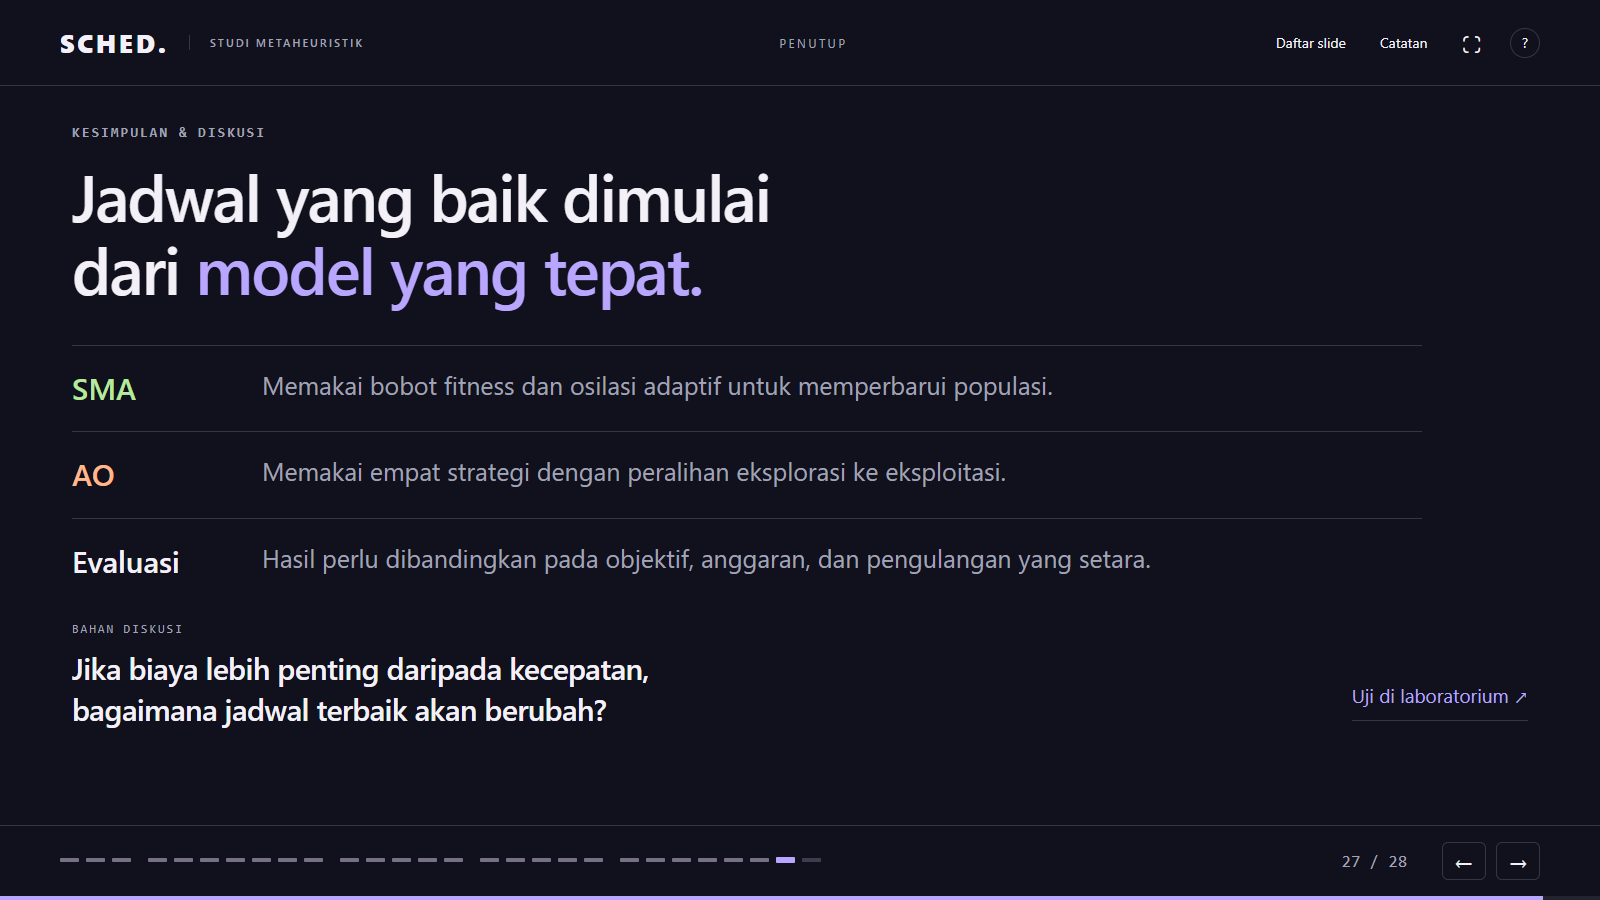 SCHED.
STUDI METAHEURISTIK
PENUTUP
Daftar slide
Catatan
?
KESIMPULAN & DISKUSI
Jadwal yang baik dimulai
dari model yang tepat.
SMA
Memakai bobot fitness dan osilasi adaptif untuk memperbarui populasi.
AO
Memakai empat strategi dengan peralihan eksplorasi ke eksploitasi.
Evaluasi
Hasil perlu dibandingkan pada objektif, anggaran, dan pengulangan yang setara.
BAHAN DISKUSI
Jika biaya lebih penting daripada kecepatan,
bagaimana jadwal terbaik akan berubah?
Uji di laboratorium ↗
27 / 28
← →